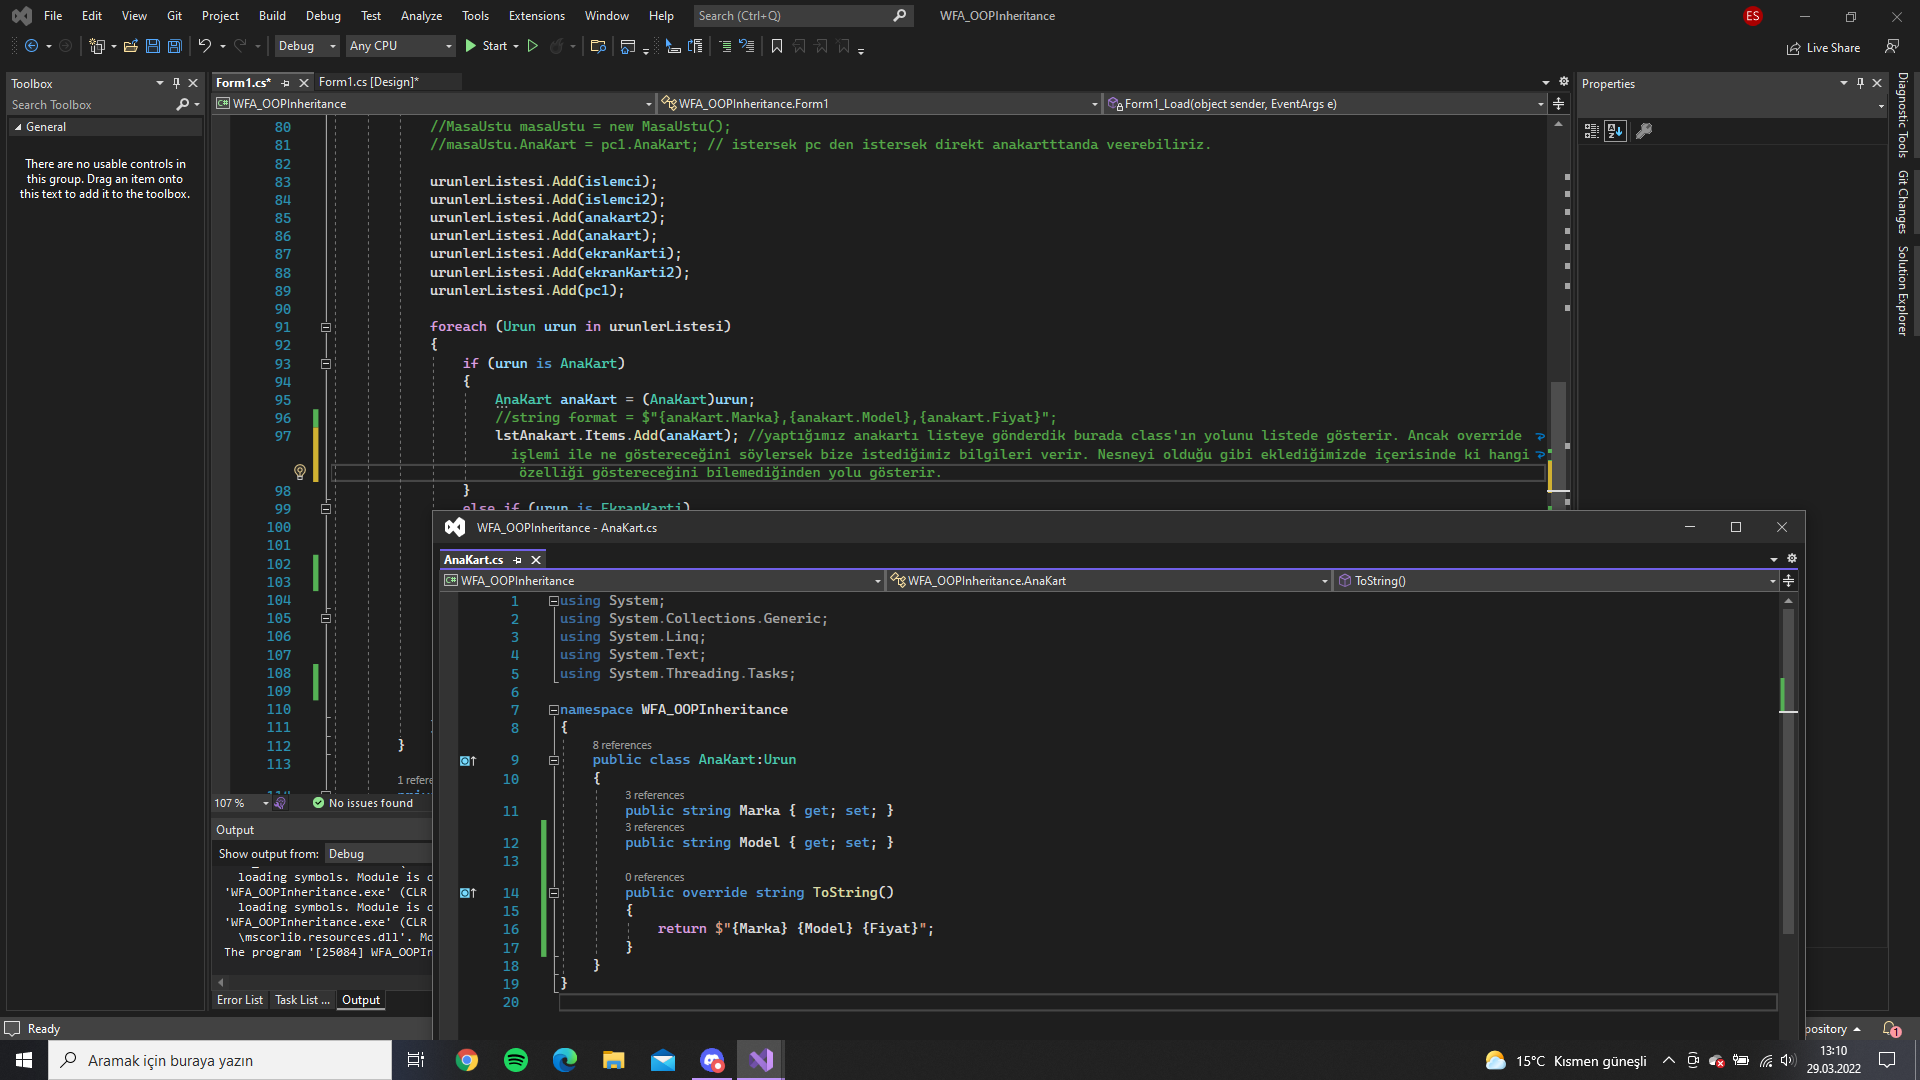 File Edit View Git Project Build Debug Test Analyze Tools Extensions Window Help Search (Ctrl+Q) WFA_OOPInheritance ES
Debug Any CPU Start Live Share
Toolbox
Search Toolbox
General
There are no usable controls in
this group. Drag an item onto
this text to add it to the toolbox.
Form1.cs* Form1.cs [Design]*
C# WFA_OOPInheritance WFA_OOPInheritance.Form1 Form1_Load(object sender, EventArgs e)
80 //MasaUstu masaUstu = new MasaUstu();
81 //masaUstu.AnaKart = pc1.AnaKart; // istersek pc den istersek direkt anakartttanda veerebiliriz.
82
83 urunlerListesi.Add(islemci);
84 urunlerListesi.Add(islemci2);
85 urunlerListesi.Add(anakart2);
86 urunlerListesi.Add(anakart);
87 urunlerListesi.Add(ekranKarti);
88 urunlerListesi.Add(ekranKarti2);
89 urunlerListesi.Add(pc1);
90
91 foreach (Urun urun in urunlerListesi)
92 {
93 if (urun is AnaKart)
94 {
95 AnaKart anaKart = (AnaKart)urun;
96 //string format = $"{anaKart.Marka},{anakart.Model},{anakart.Fiyat}";
97 lstAnakart.Items.Add(anaKart); //yaptığımız anakartı listeye gönderdik burada class'ın yolunu listede gösterir. Ancak override
işlemi ile ne göstereceğini söylersek bize istediğimiz bilgileri verir. Nesneyi olduğu gibi eklediğimizde içerisinde ki hangi
özelliği göstereceğini bilemediğinden yolu gösterir.
98 }
99 else if (urun is EkranKarti)
100
101
102
103
104
105
106
107
108
109
110
111
112 }
113
1 refere
107 % No issues found
Output
Show output from: Debug
loading symbols. Module is o
'WFA_OOPInheritance.exe' (CLR
loading symbols. Module is o
'WFA_OOPInheritance.exe' (CLR
\mscorlib.resources.dll'. Mo
The program '[25084] WFA_OOPIn
Error List Task List ... Output
Ready
WFA_OOPInheritance - AnaKart.cs
AnaKart.cs
C# WFA_OOPInheritance WFA_OOPInheritance.AnaKart ToString()
1 using System;
2 using System.Collections.Generic;
3 using System.Linq;
4 using System.Text;
5 using System.Threading.Tasks;
6
7 namespace WFA_OOPInheritance
8 {
8 references
9 public class AnaKart:Urun
10 {
3 references
11 public string Marka { get; set; }
3 references
12 public string Model { get; set; }
13
0 references
14 public override string ToString()
15 {
16 return $"{Marka} {Model} {Fiyat}";
17 }
18 }
19 }
20
Properties
Diagnostic Tools
Git Changes
Solution Explorer
pository
1
Aramak için buraya yazın
15°C Kısmen güneşli
13:10
29.03.2022